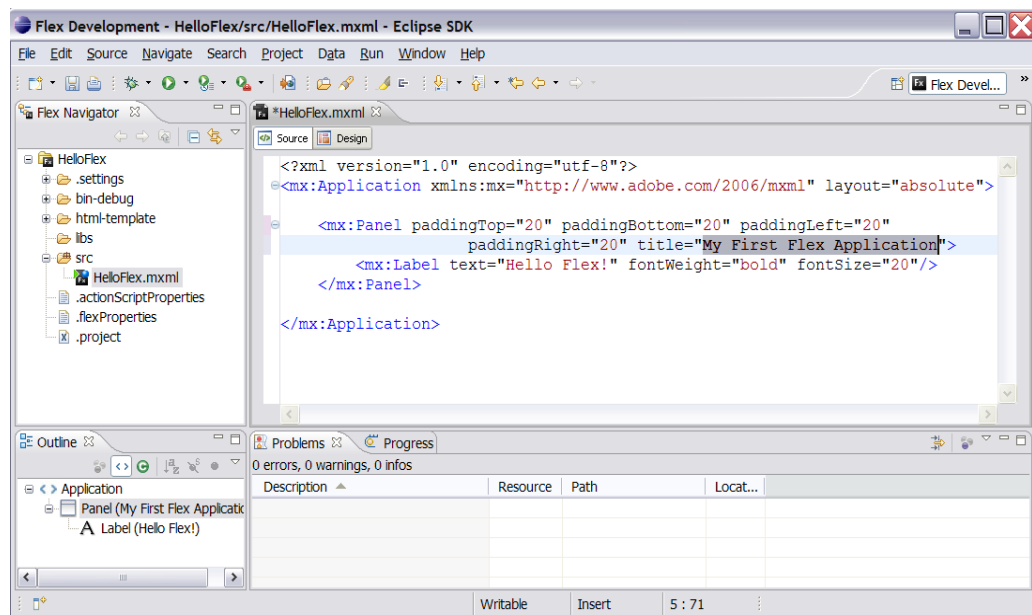 Flex Development - HelloFlex/src/HelloFlex.mxml - Eclipse SDK
File Edit Source Navigate Search Project Data Run Window Help
Fx Flex Devel... »
Flex Navigator
*HelloFlex.mxml
Source Design
HelloFlex
.settings
bin-debug
html-template
libs
src
HelloFlex.mxml
.actionScriptProperties
.flexProperties
.project
<?xml version="1.0" encoding="utf-8"?>
<mx:Application xmlns:mx="http://www.adobe.com/2006/mxml" layout="absolute">
<mx:Panel paddingTop="20" paddingBottom="20" paddingLeft="20"
paddingRight="20" title="My First Flex Application">
<mx:Label text="Hello Flex!" fontWeight="bold" fontSize="20"/>
</mx:Panel>
</mx:Application>
Outline
Application
Panel (My First Flex Applicatic
A Label (Hello Flex!)
Problems Progress
0 errors, 0 warnings, 0 infos
Description Resource Path Locat...
Writable Insert 5 : 71